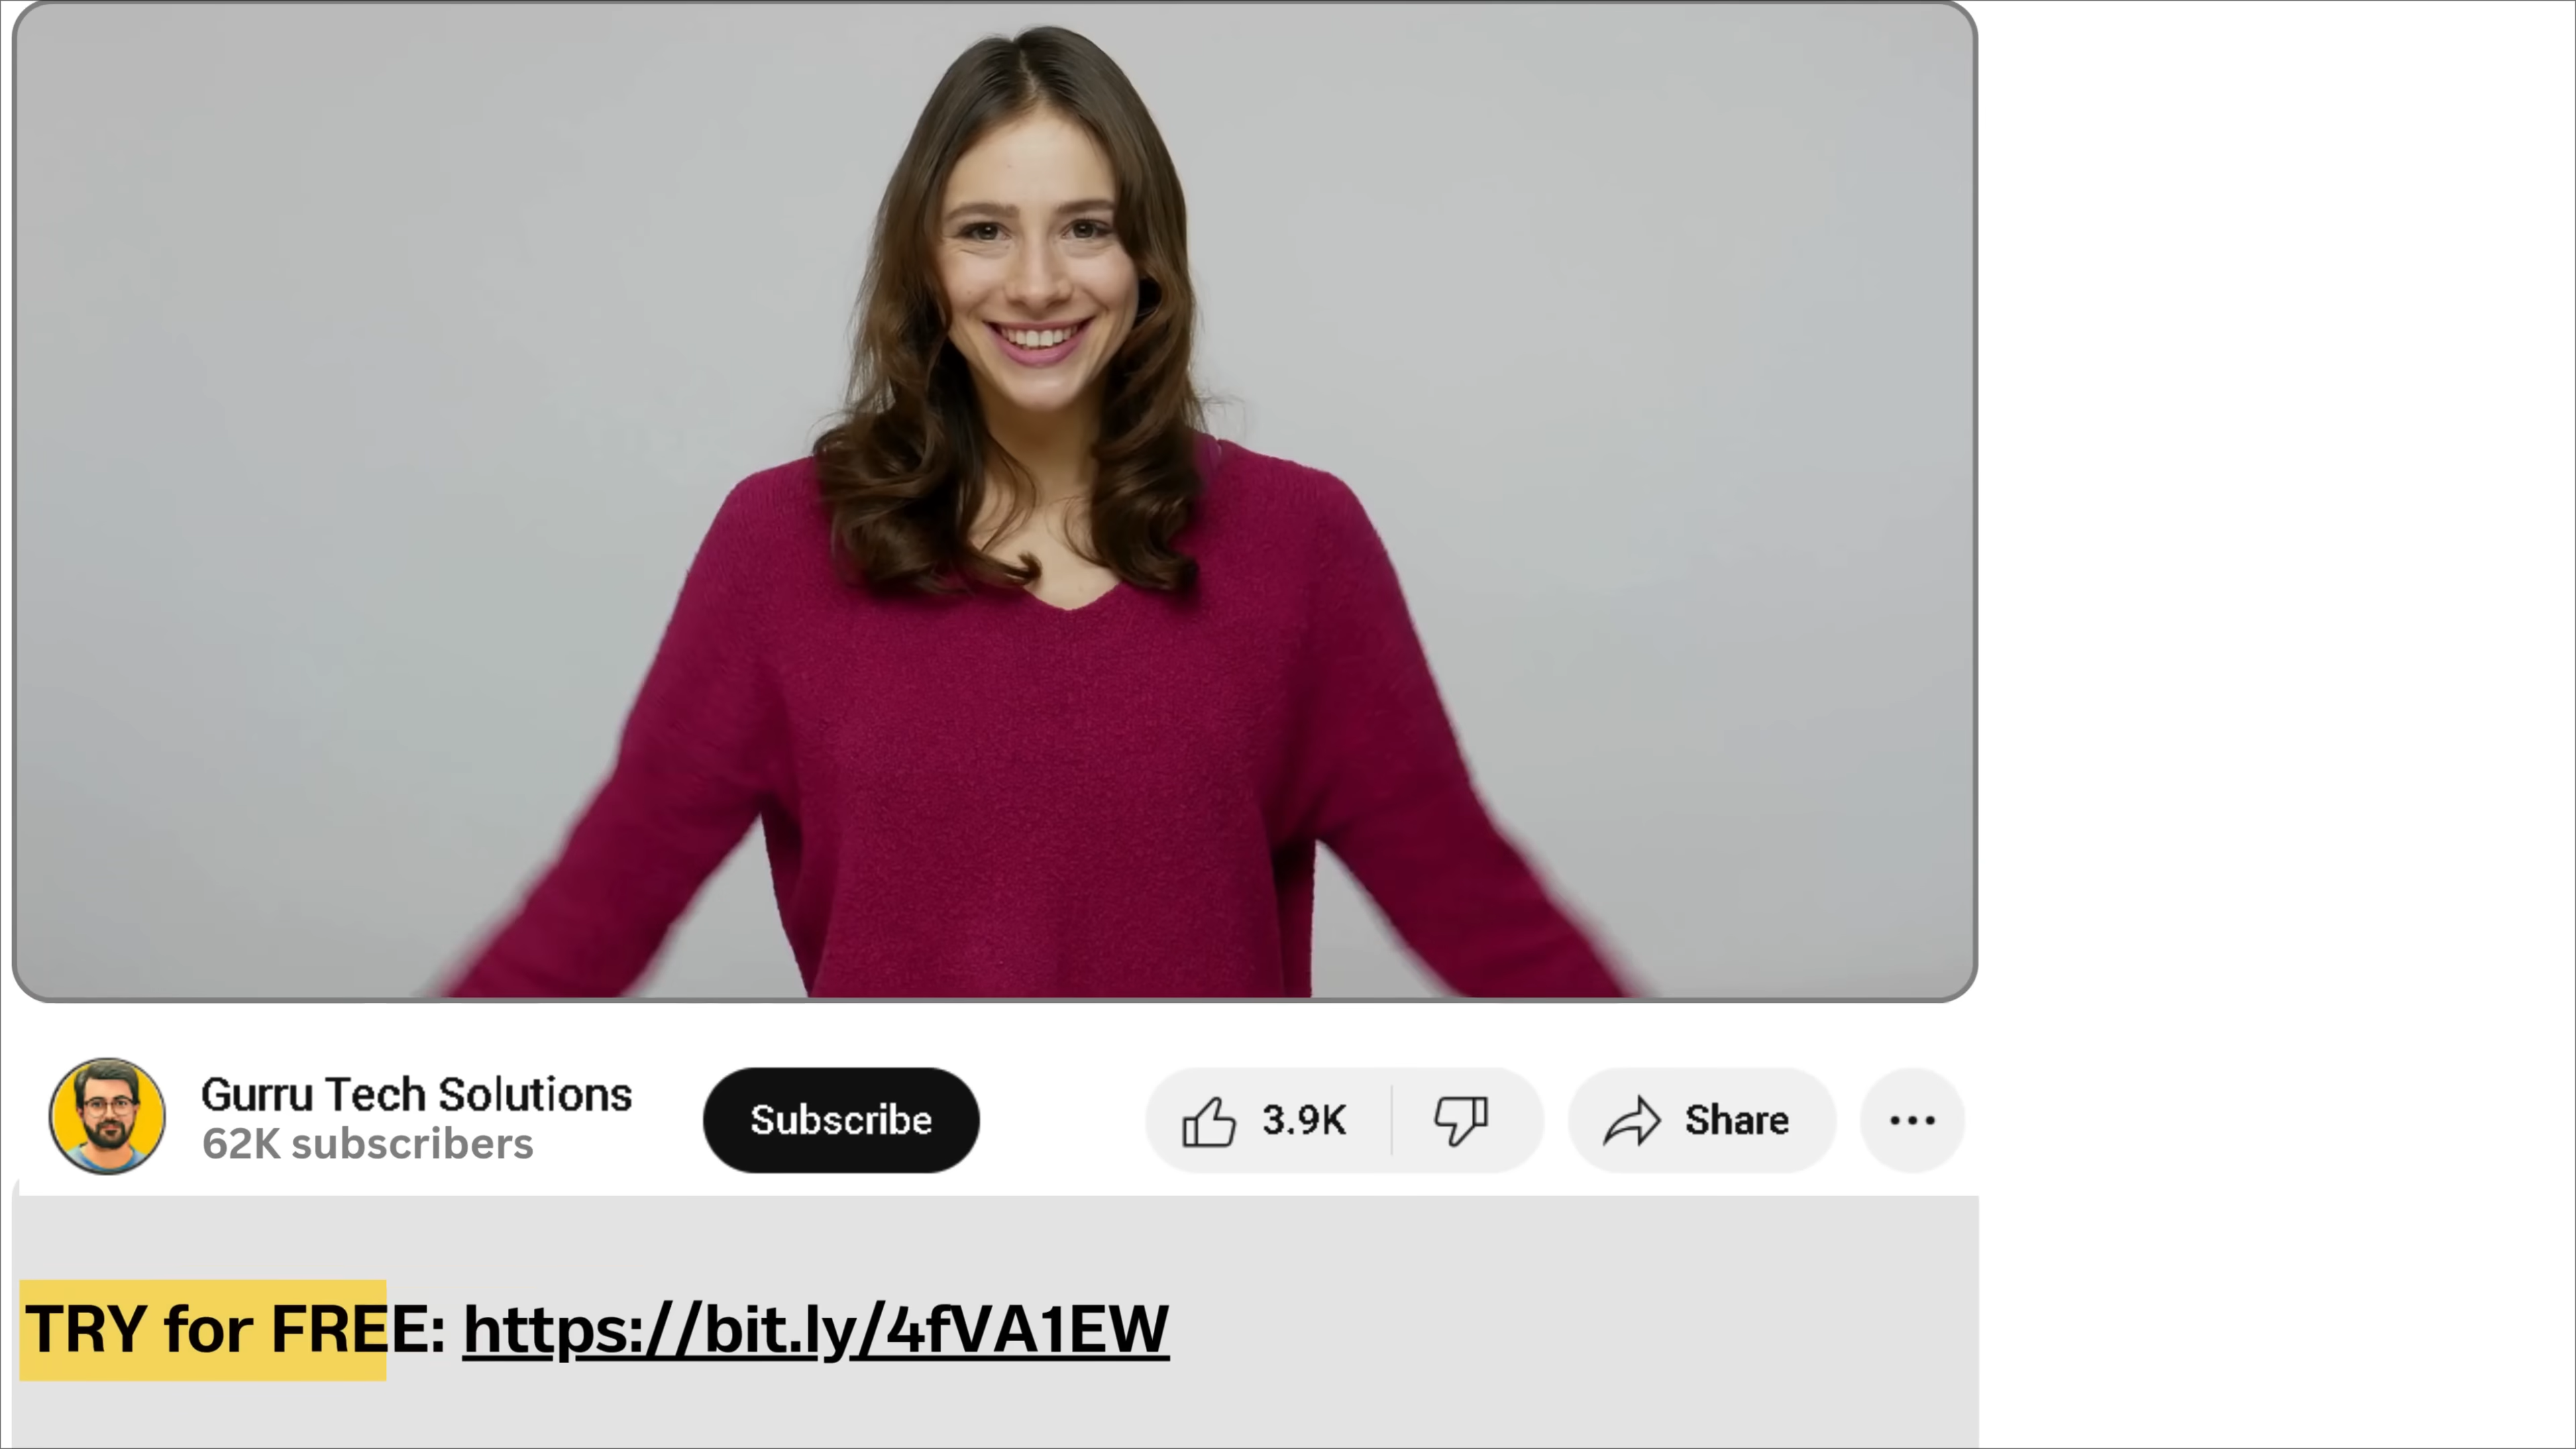 Gurru Tech Solutions
62K subscribers
Subscribe
3.9K
Share
TRY for FREE: https://bit.ly/4fVA1EW